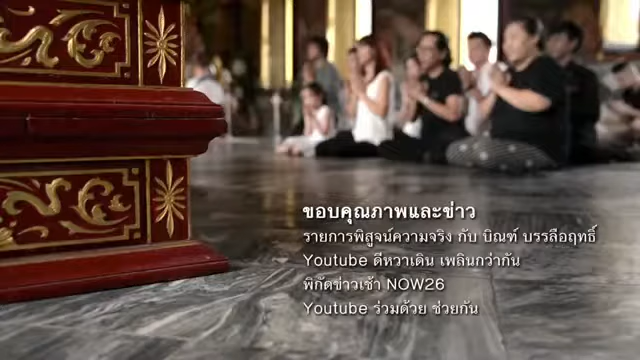 ขอบคุณภาพและข่าว
รายการพิสูจน์ความจริง กับ บิณฑ์ บรรลือฤทธิ์
Youtube ดีหวาเดิน เพลินกว่ากัน
พิกัดข่าวเช้า NOW26
Youtube ร่วมด้วย ช่วยกัน